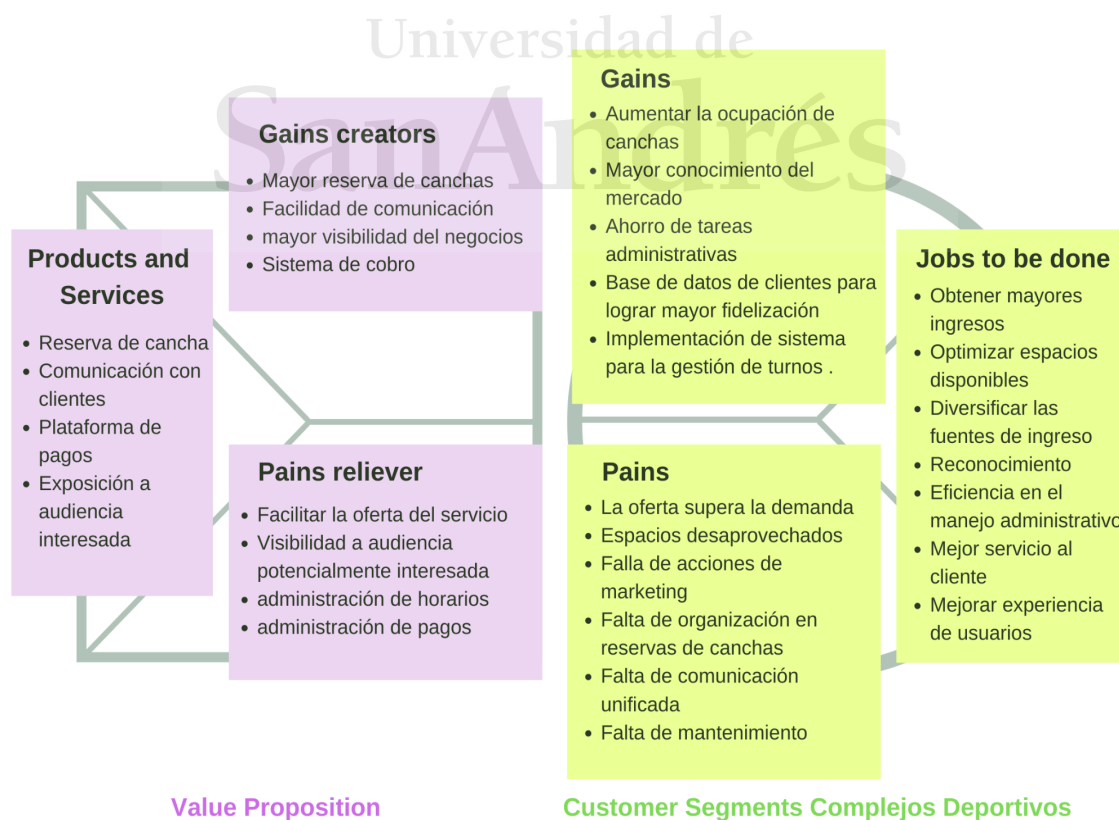 Universidad de
SanAndrés
Gains creators
• Mayor reserva de canchas
• Facilidad de comunicación
• mayor visibilidad del negocios
• Sistema de cobro
Products and
Services
• Reserva de cancha
• Comunicación con
clientes
• Plataforma de
pagos
• Exposición a
audiencia
interesada
Pains reliever
• Facilitar la oferta del servicio
• Visibilidad a audiencia
potencialmente interesada
• administración de horarios
• administración de pagos
Gains
• Aumentar la ocupación de
canchas
• Mayor conocimiento del
mercado
• Ahorro de tareas
administrativas
• Base de datos de clientes para
lograr mayor fidelización
• Implementación de sistema
para la gestión de turnos .
Jobs to be done
• Obtener mayores
ingresos
• Optimizar espacios
disponibles
• Diversificar las
fuentes de ingreso
• Reconocimiento
• Eficiencia en el
manejo administrativo
• Mejor servicio al
cliente
• Mejorar experiencia
de usuarios
Pains
• La oferta supera la demanda
• Espacios desaprovechados
• Falla de acciones de
marketing
• Falta de organización en
reservas de canchas
• Falta de comunicación
unificada
• Falta de mantenimiento
Value Proposition
Customer Segments Complejos Deportivos